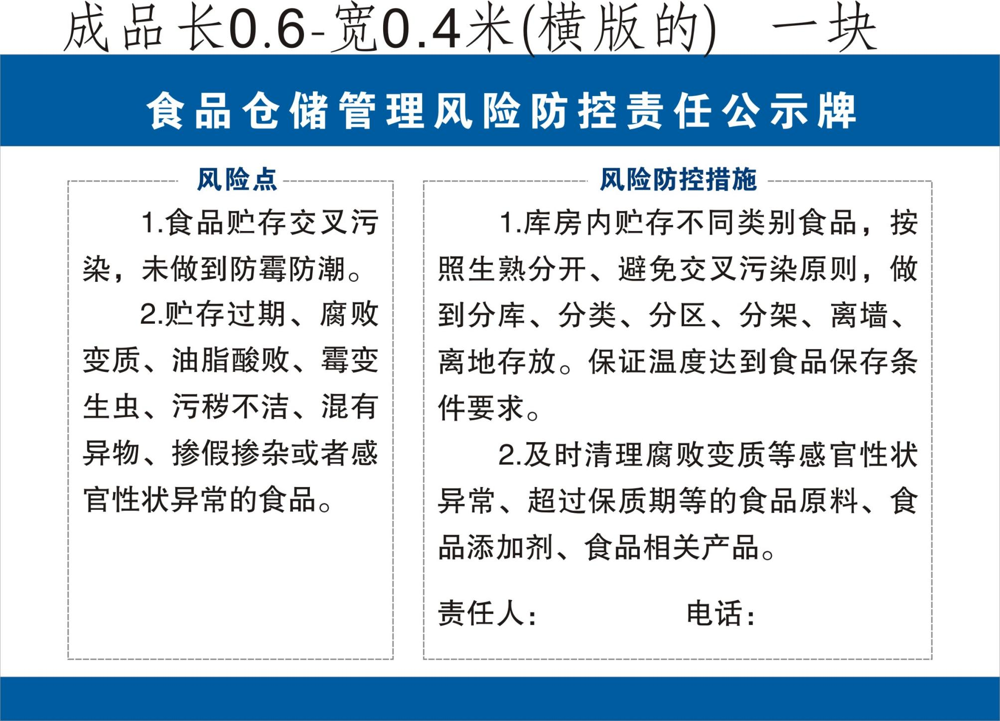 成品长0.6-宽0.4米(横版的)　一块
食品仓储管理风险防控责任公示牌
风险点
1.食品贮存交叉污
染，未做到防霉防潮。
2.贮存过期、腐败
变质、油脂酸败、霉变
生虫、污秽不洁、混有
异物、掺假掺杂或者感
官性状异常的食品。
风险防控措施
1.库房内贮存不同类别食品，按
照生熟分开、避免交叉污染原则，做
到分库、分类、分区、分架、离墙、
离地存放。保证温度达到食品保存条
件要求。
2.及时清理腐败变质等感官性状
异常、超过保质期等的食品原料、食
品添加剂、食品相关产品。
责任人：　电话：